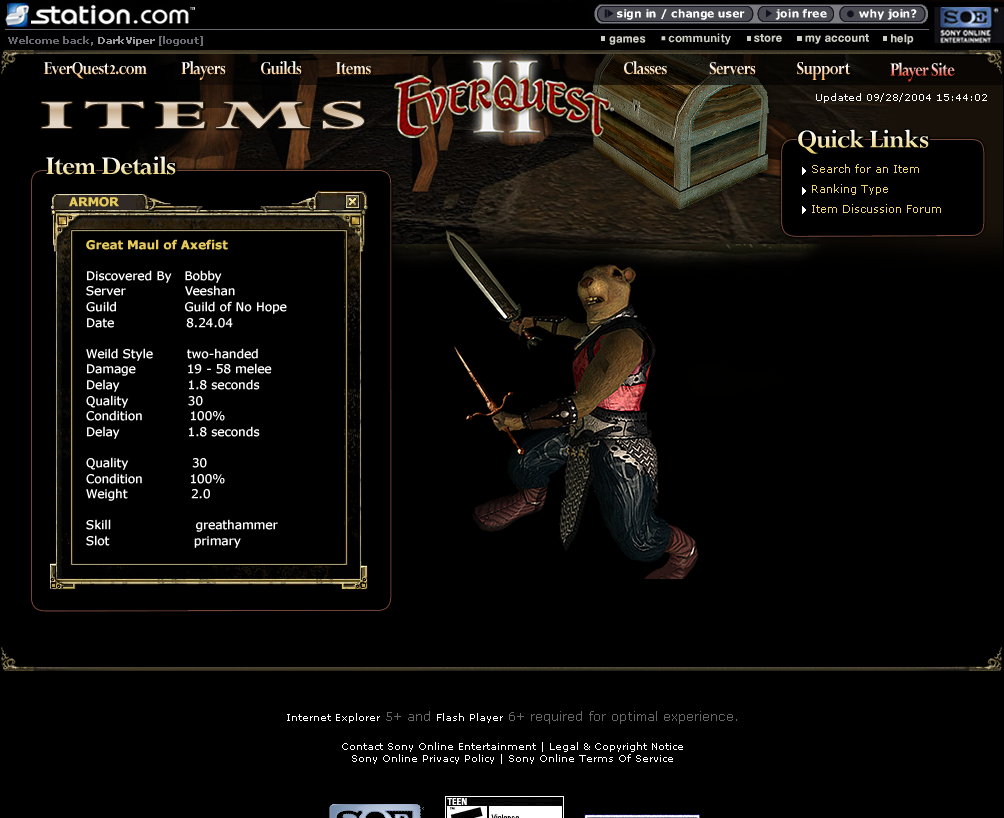 station.com™
sign in / change user
join free
why join?
SOE
SONY ONLINE
ENTERTAINMENT
Welcome back, DarkViper [logout]
games
community
store
my account
help
EverQuest2.com
Players
Guilds
Items
EverQuest II
Classes
Servers
Support
Player Site
ITEMS
Updated 09/28/2004 15:44:02
Quick Links
Search for an Item
Ranking Type
Item Discussion Forum
Item Details
ARMOR
Great Maul of Axefist
Discovered By Bobby
Server Veeshan
Guild Guild of No Hope
Date 8.24.04
Weild Style two-handed
Damage 19 - 58 melee
Delay 1.8 seconds
Quality 30
Condition 100%
Delay 1.8 seconds
Quality 30
Condition 100%
Weight 2.0
Skill greathammer
Slot primary
Internet Explorer 5+ and Flash Player 6+ required for optimal experience.
Contact Sony Online Entertainment | Legal & Copyright Notice
Sony Online Privacy Policy | Sony Online Terms Of Service
SOE
TEEN
Violence